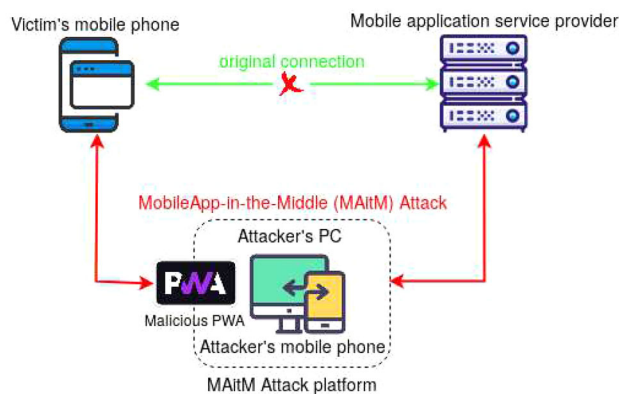 Victim's mobile phone
Mobile application service provider
original connection
MobileApp-in-the-Middle (MAitM) Attack
Attacker's PC
PWA
Malicious PWA
Attacker's mobile phone
MAitM Attack platform